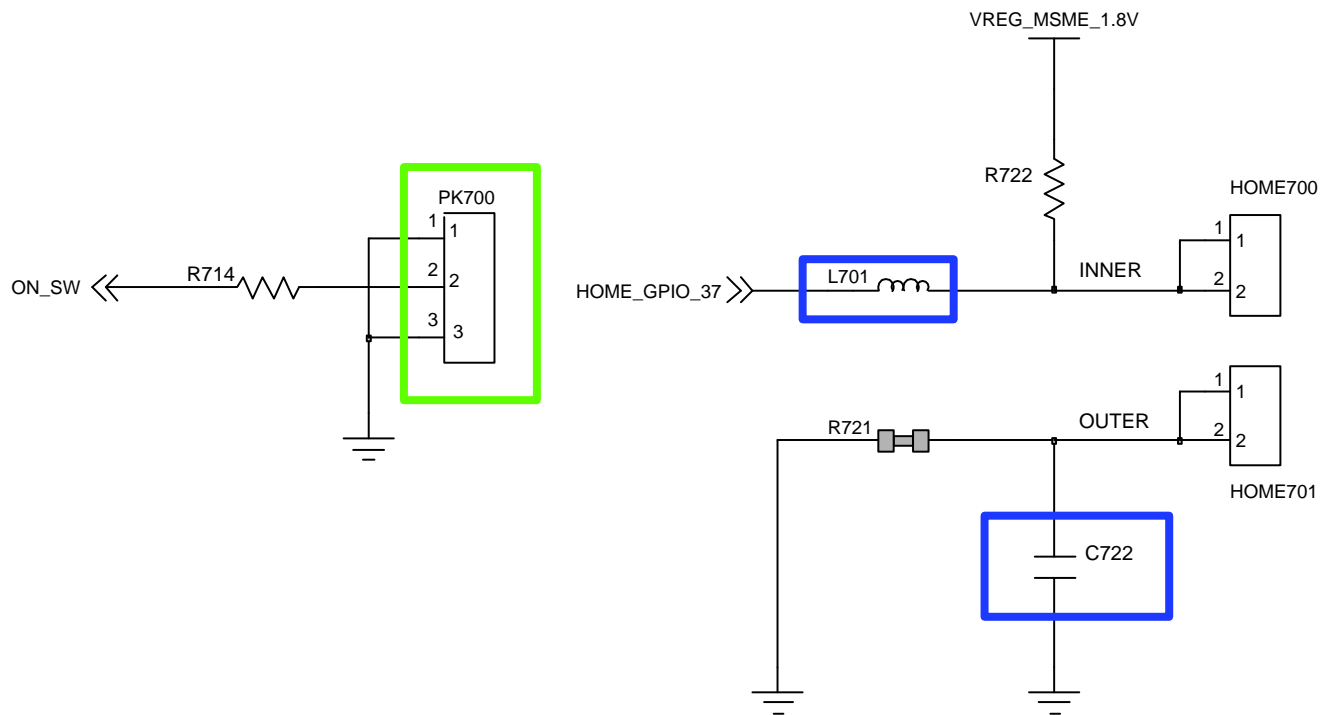 VREG_MSME_1.8V
PK700
R722
HOME700
1 1
1 1
R714
2 2
ON_SW
L701
INNER
HOME_GPIO_37
2 2
3 3
1 1
R721
OUTER
2 2
HOME701
C722